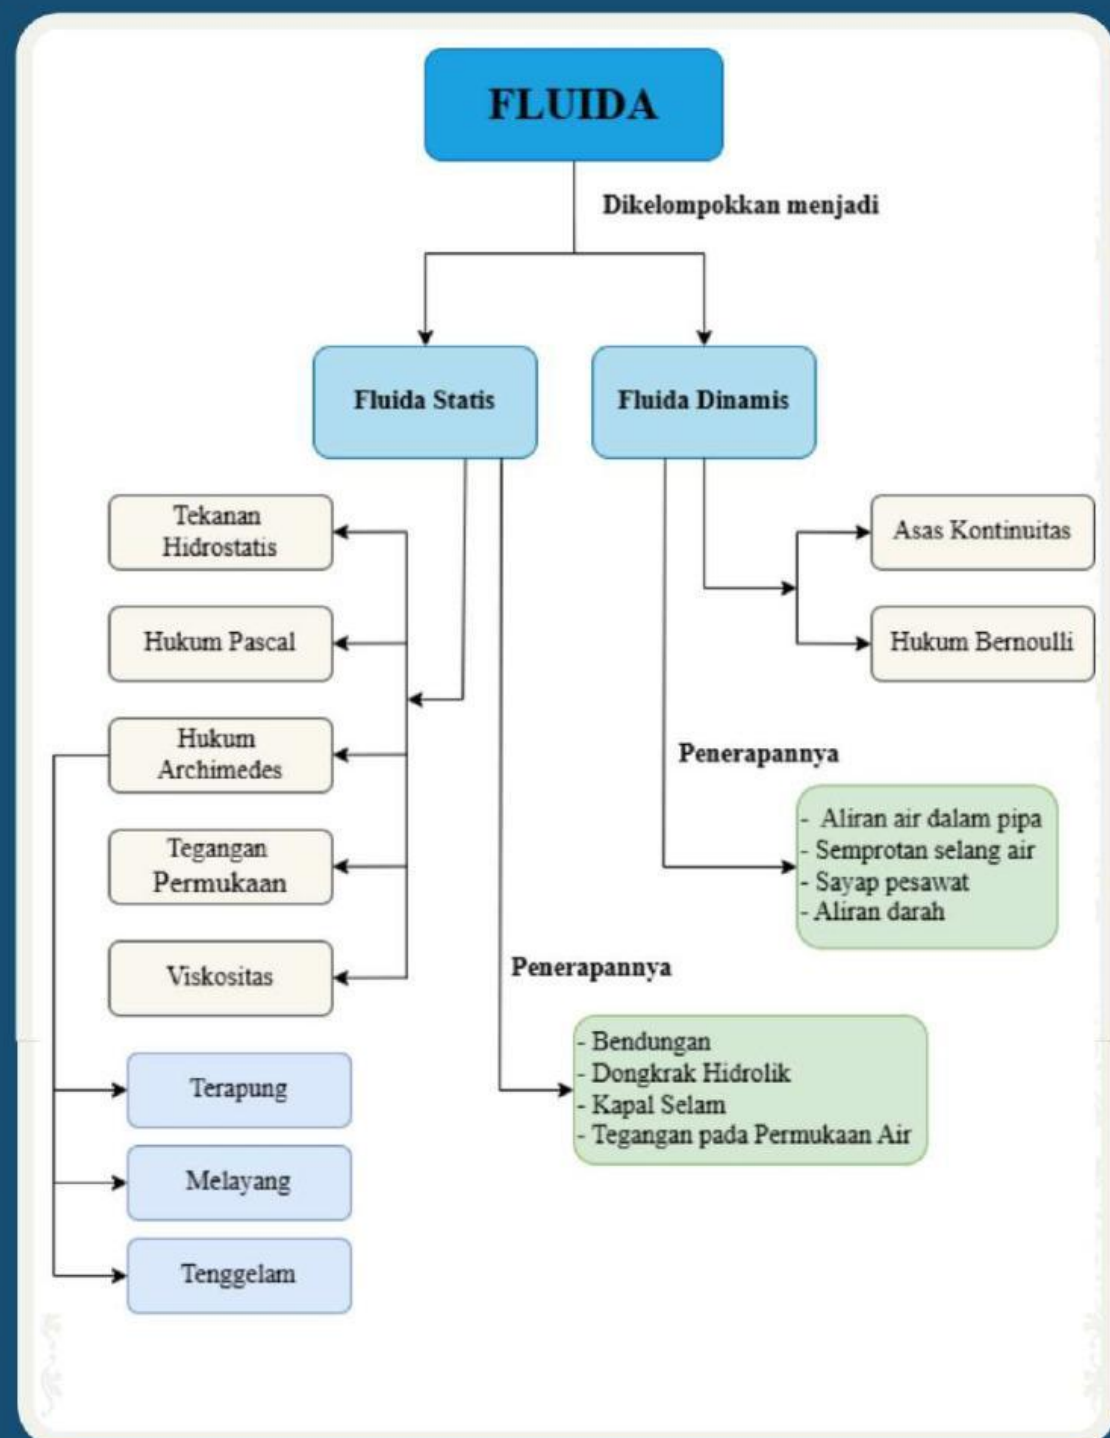 FLUIDA
Dikelompokkan menjadi
Fluida Statis
Fluida Dinamis
Tekanan
Hidrostatis
Hukum Pascal
Hukum
Archimedes
Tegangan
Permukaan
Viskositas
Terapung
Melayang
Tenggelam
Asas Kontinuitas
Hukum Bernoulli
Penerapannya
- Aliran air dalam pipa
- Semprotan selang air
- Sayap pesawat
- Aliran darah
Penerapannya
- Bendungan
- Dongkrak Hidrolik
- Kapal Selam
- Tegangan pada Permukaan Air